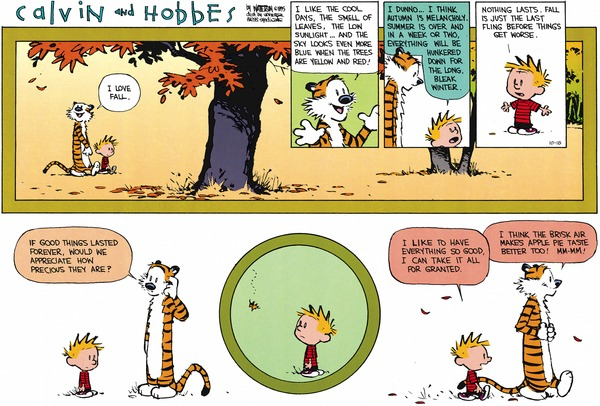 Calvin and Hobbes
by WATERSON
I LOVE
FALL.
I LIKE THE COOL
DAYS, THE SMELL OF
LEAVES, THE LOW
SUNLIGHT... AND THE
SKY LOOKS EVEN MORE
BLUE WHEN THE TREES
ARE YELLOW AND RED!
I DUNNO... I THINK
AUTUMN IS MELANCHOLY.
SUMMER IS OVER AND
IN A WEEK OR TWO,
EVERYTHING WILL BE
HUNKERED
DOWN FOR
THE LONG,
BLEAK
WINTER.
NOTHING LASTS. FALL
IS JUST THE LAST
FLING BEFORE THINGS
GET WORSE.
IF GOOD THINGS LASTED
FOREVER, WOULD WE
APPRECIATE HOW
PRECIOUS THEY ARE?
I LIKE TO HAVE
EVERYTHING SO GOOD,
I CAN TAKE IT ALL
FOR GRANTED.
I THINK THE BRISK AIR
MAKES APPLE PIE TASTE
BETTER TOO! MM-MM!